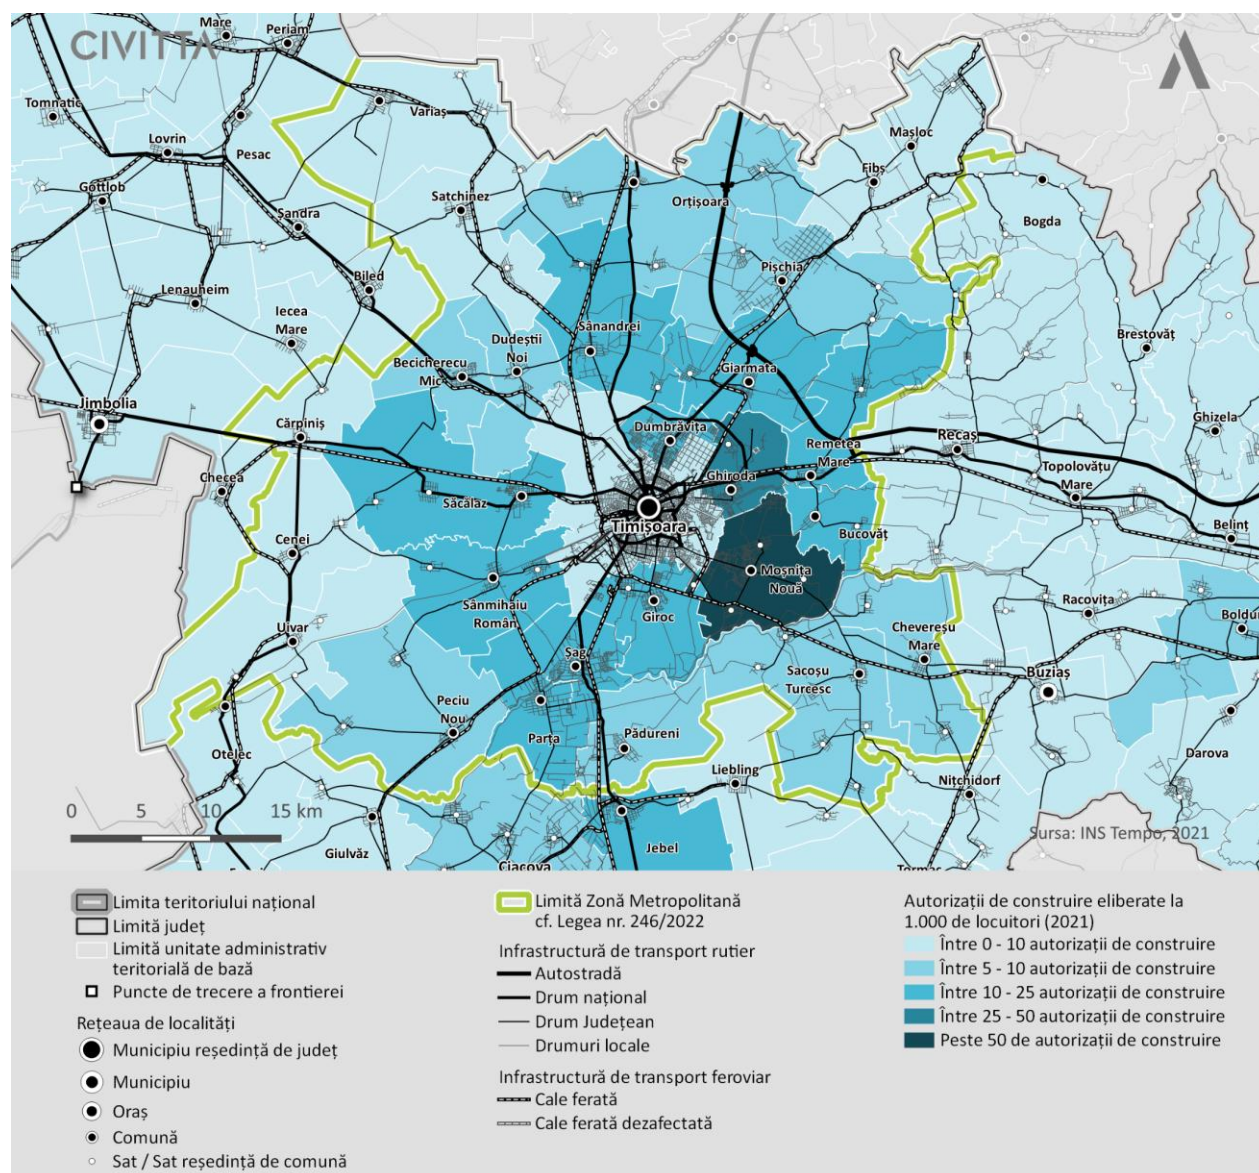 CIVITTA
Mare
Periam
Tomnatic
Variaș
Mașloc
Lovrin
Pesac
Fibș
Gottlob
Satchinez
Orțișoara
Șandra
Bogda
Pișchia
Biled
Lenauheim
Iecea
Mare
Sânandrei
Dudeștii
Noi
Brestovăț
Becicherecu
Mic
Giarmata
Jimbolia
Cărpiniș
Dumbrăvița
Ghizela
Remetea
Mare
Recaș
Checea
Ghiroda
Topolovățu
Mare
Săcălaz
Timișoara
Belinț
Cenei
Bucovăț
Moșnița
Nouă
Sânmihaiu
Român
Giroc
Racovița
Uivar
Chevereșu
Mare
Șag
Sacoșu
Turcesc
Buziaș
Peciu
Nou
Otelec
Parța
Pădureni
Darova
Liebling
Nițchidorf
0 5 10 15 km
Sursa: INS Tempo, 2021
Giulvăz
Jebel
Ciacova
Limita teritoriului național
Limită județ
Limită unitate administrativ
teritorială de bază
Puncte de trecere a frontierei
Rețeaua de localități
Municipiu reședință de județ
Municipiu
Oraș
Comună
Sat / Sat reședință de comună
Limită Zonă Metropolitană
cf. Legea nr. 246/2022
Infrastructură de transport rutier
Autostradă
Drum național
Drum Județean
Drumuri locale
Infrastructură de transport feroviar
Cale ferată
Cale ferată dezafectată
Autorizații de construire eliberate la
1.000 de locuitori (2021)
Între 0 - 10 autorizații de construire
Între 5 - 10 autorizații de construire
Între 10 - 25 autorizații de construire
Între 25 - 50 autorizații de construire
Peste 50 de autorizații de construire